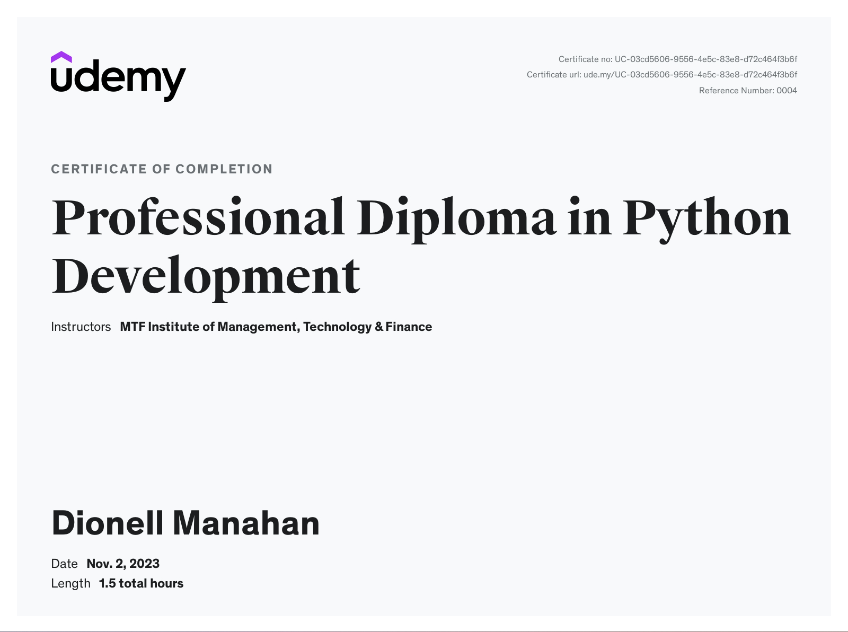 udemy
Certificate no: UC-03cd5606-9556-4e5c-83e8-d72c464f3b6f
Certificate url: ude.my/UC-03cd5606-9556-4e5c-83e8-d72c464f3b6f
Reference Number: 0004
CERTIFICATE OF COMPLETION
Professional Diploma in Python
Development
Instructors MTF Institute of Management, Technology & Finance
Dionell Manahan
Date Nov. 2, 2023
Length 1.5 total hours